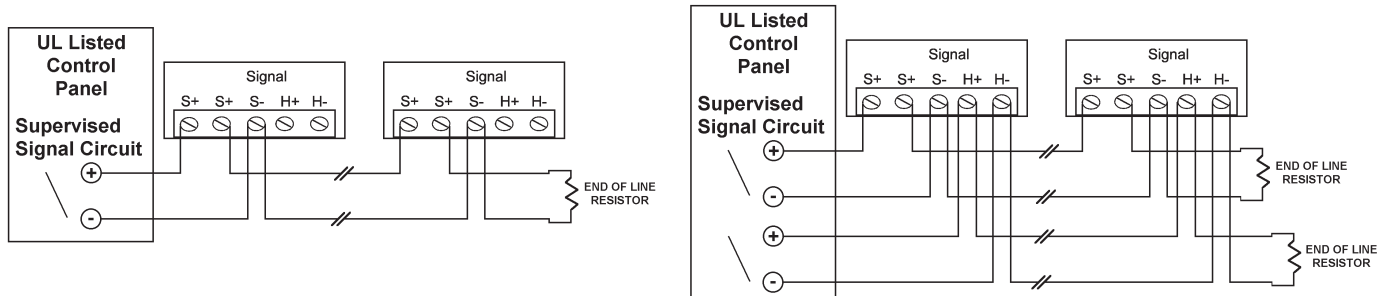 UL Listed
Control
Panel
Supervised
Signal Circuit
+
-
Signal
S+ S+ S- H+ H-
Signal
S+ S+ S- H+ H-
END OF LINE
RESISTOR
UL Listed
Control
Panel
Supervised
Signal Circuit
+
-
+
-
Signal
S+ S+ S- H+ H-
Signal
S+ S+ S- H+ H-
END OF LINE
RESISTOR
END OF LINE
RESISTOR